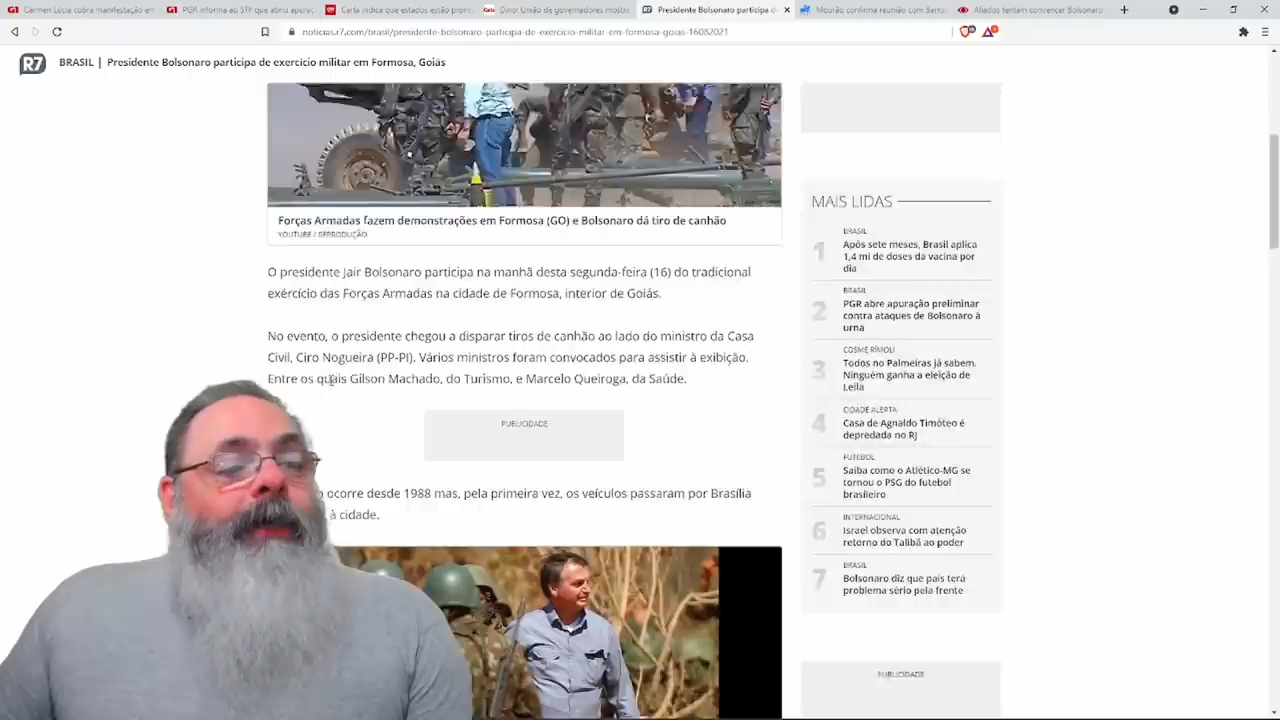 G1 Cármen Lúcia cobra manifestação em
G1 PGR informa ao STF que abriu apuraç
Carta indica que estados estão pront
Carta Dino: União de governadores mostra
Presidente Bolsonaro participa d
Mourão confirma reunião com Barro
Aliados tentam convencer Bolsonaro
noticias.r7.com/brasil/presidente-bolsonaro-participa-de-exercicio-militar-em-formosa-goias-16082021
R7 BRASIL | Presidente Bolsonaro participa de exercício militar em Formosa, Goiás
Forças Armadas fazem demonstrações em Formosa (GO) e Bolsonaro dá tiro de canhão
YOUTUBE / REPRODUÇÃO
O presidente Jair Bolsonaro participa na manhã desta segunda-feira (16) do tradicional
exército das Forças Armadas na cidade de Formosa, interior de Goiás.
No evento, o presidente chegou a disparar tiros de canhão ao lado do ministro da Casa
Civil, Ciro Nogueira (PP-PI). Vários ministros foram convocados para assistir à exibição.
Entre os quais Gilson Machado, do Turismo, e Marcelo Queiroga, da Saúde.
PUBLICIDADE
o ocorre desde 1988 mas, pela primeira vez, os veículos passaram por Brasília
à cidade.
MAIS LIDAS
BRASIL
1 Após sete meses, Brasil aplica
1,4 mi de doses da vacina por
dia
BRASIL
2 PGR abre apuração preliminar
contra ataques de Bolsonaro à
urna
COSME RÍMOLI
3 Todos no Palmeiras já sabem.
Ninguém ganha a eleição de
Leila
CIDADE ALERTA
4 Casa de Agnaldo Timóteo é
depredada no RJ
FUTEBOL
5 Saiba como o Atlético-MG se
tornou o PSG do futebol
brasileiro
INTERNACIONAL
6 Israel observa com atenção
retorno do Talibã ao poder
BRASIL
7 Bolsonaro diz que país terá
problema sério pela frente
PUBLICIDADE